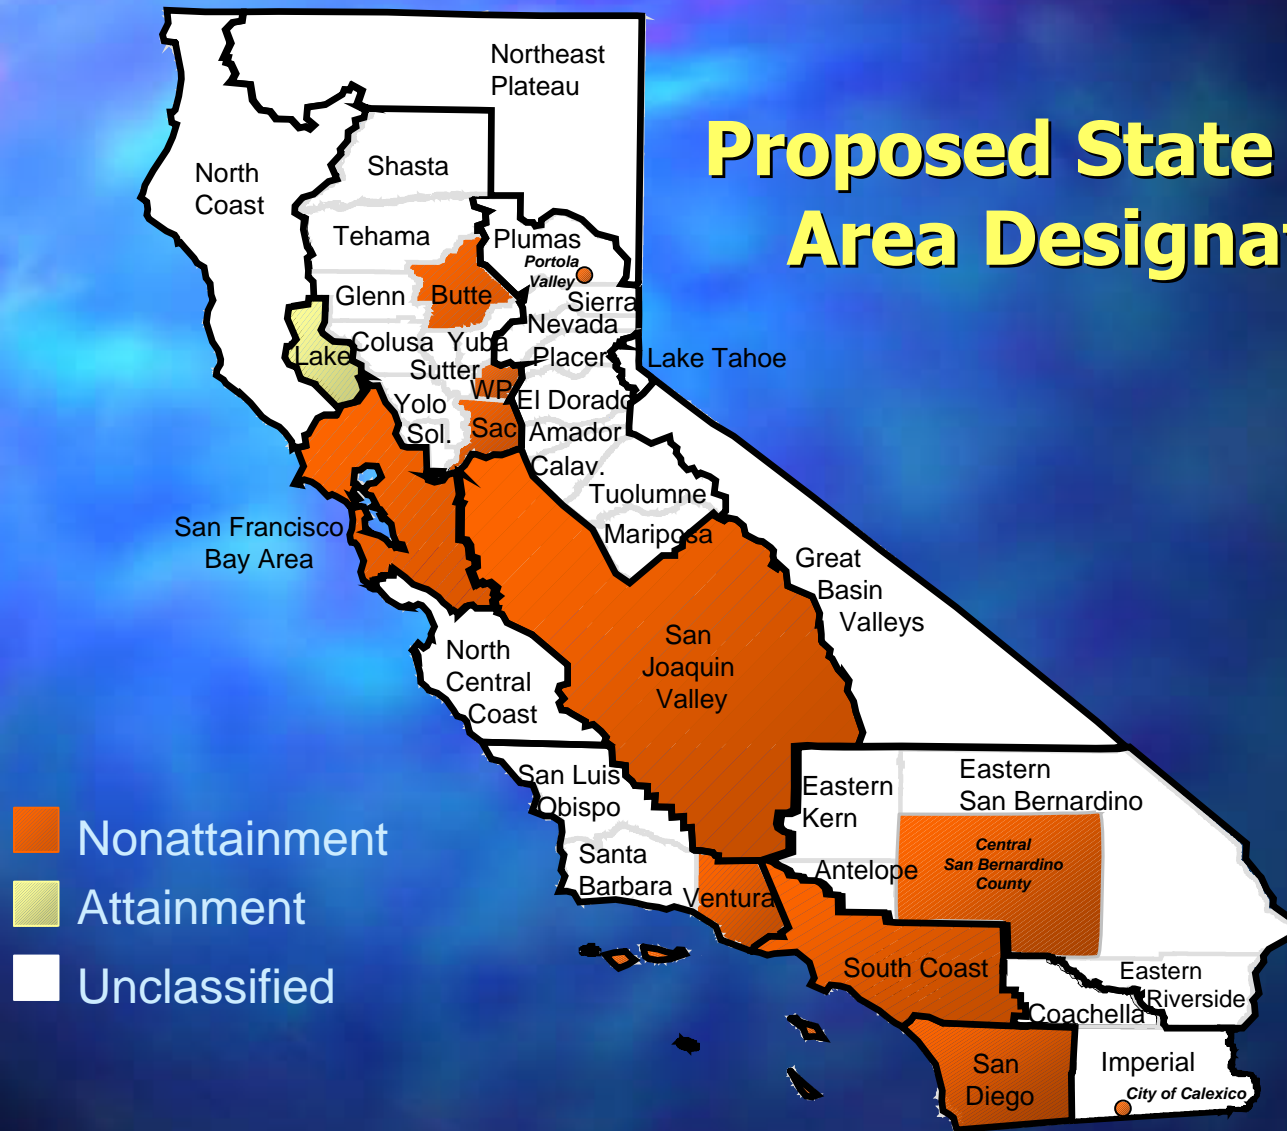 Proposed State
Area Designat
Northeast
Plateau
North
Coast
Shasta
Tehama
Plumas
Portola
Valley
Glenn
Butte
Sierra
Nevada
Colusa
Yuba
Lake
Sutter
Placer
Lake Tahoe
WP
El Dorado
Yolo
Sol.
Sac
Amador
Calav.
Tuolumne
Mariposa
San Francisco
Bay Area
Great
Basin
Valleys
San
Joaquin
Valley
North
Central
Coast
San Luis
Obispo
Eastern
Kern
Eastern
San Bernardino
Central
San Bernardino
County
Santa
Barbara
Antelope
Ventura
South Coast
Eastern
Riverside
Coachella
San
Diego
Imperial
City of Calexico
Nonattainment
Attainment
Unclassified